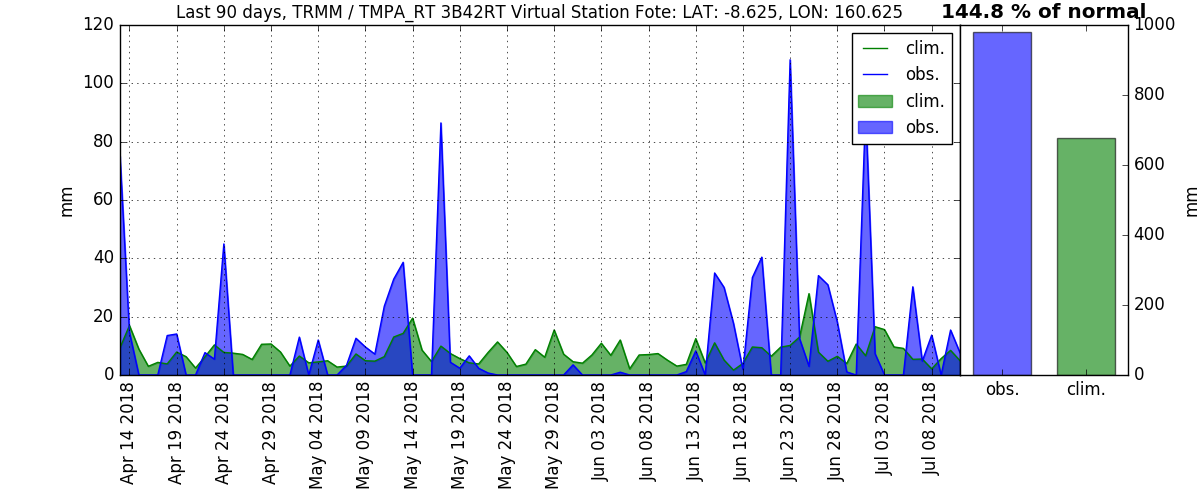 Last 90 days, TRMM / TMPA_RT 3B42RT Virtual Station Fote: LAT: -8.625, LON: 160.625
144.8 % of normal
120
100
80
60
40
20
0
mm
clim.
obs.
clim.
obs.
1000
800
600
400
200
0
mm
Apr 14 2018
Apr 19 2018
Apr 24 2018
Apr 29 2018
May 04 2018
May 09 2018
May 14 2018
May 19 2018
May 24 2018
May 29 2018
Jun 03 2018
Jun 08 2018
Jun 13 2018
Jun 18 2018
Jun 23 2018
Jun 28 2018
Jul 03 2018
Jul 08 2018
obs.
clim.